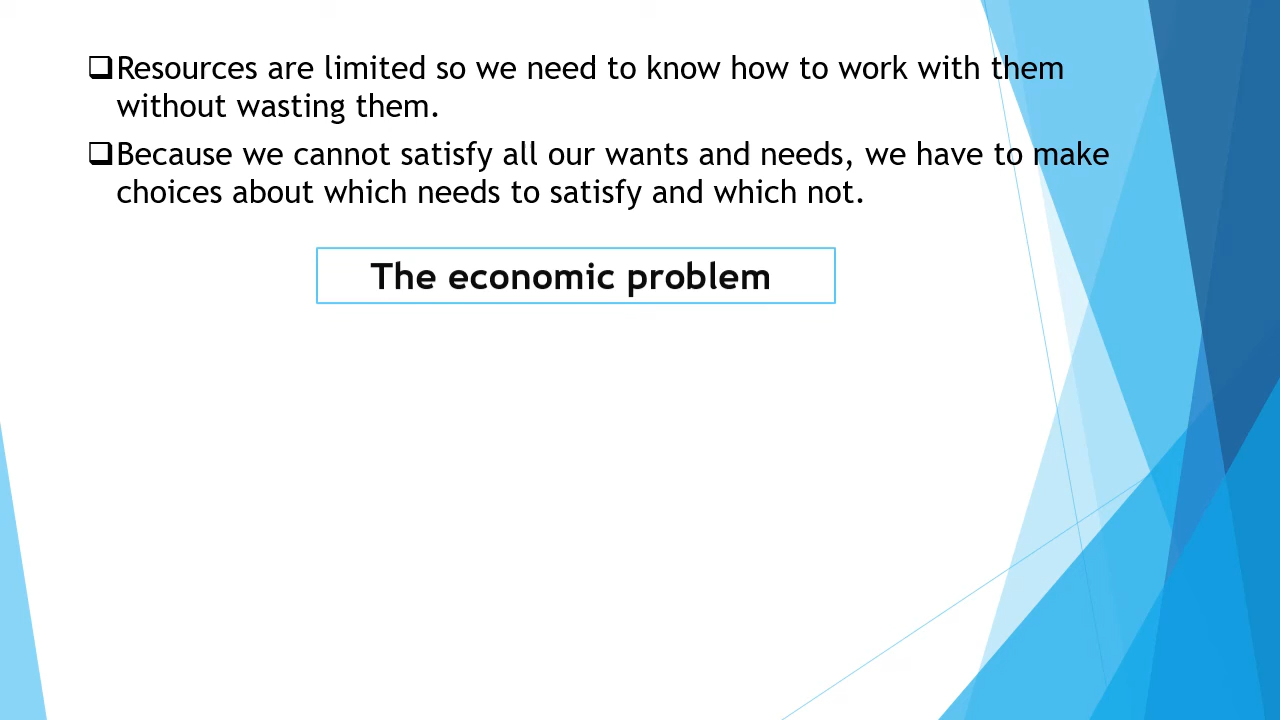 ❑Resources are limited so we need to know how to work with them
without wasting them.
❑Because we cannot satisfy all our wants and needs, we have to make
choices about which needs to satisfy and which not.
The economic problem